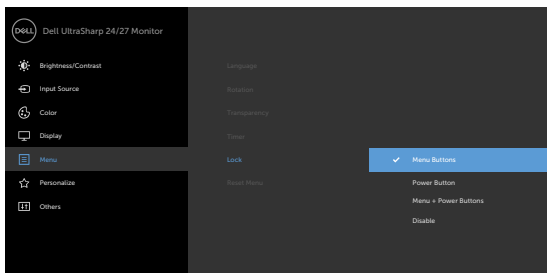 DELL Dell UltraSharp 24/27 Monitor
Brightness/Contrast Language
Input Source Rotation
Color Transparency
Display Timer
Menu Lock Menu Buttons
Personalize Reset Menu Power Button
Menu + Power Buttons
Others
Disable